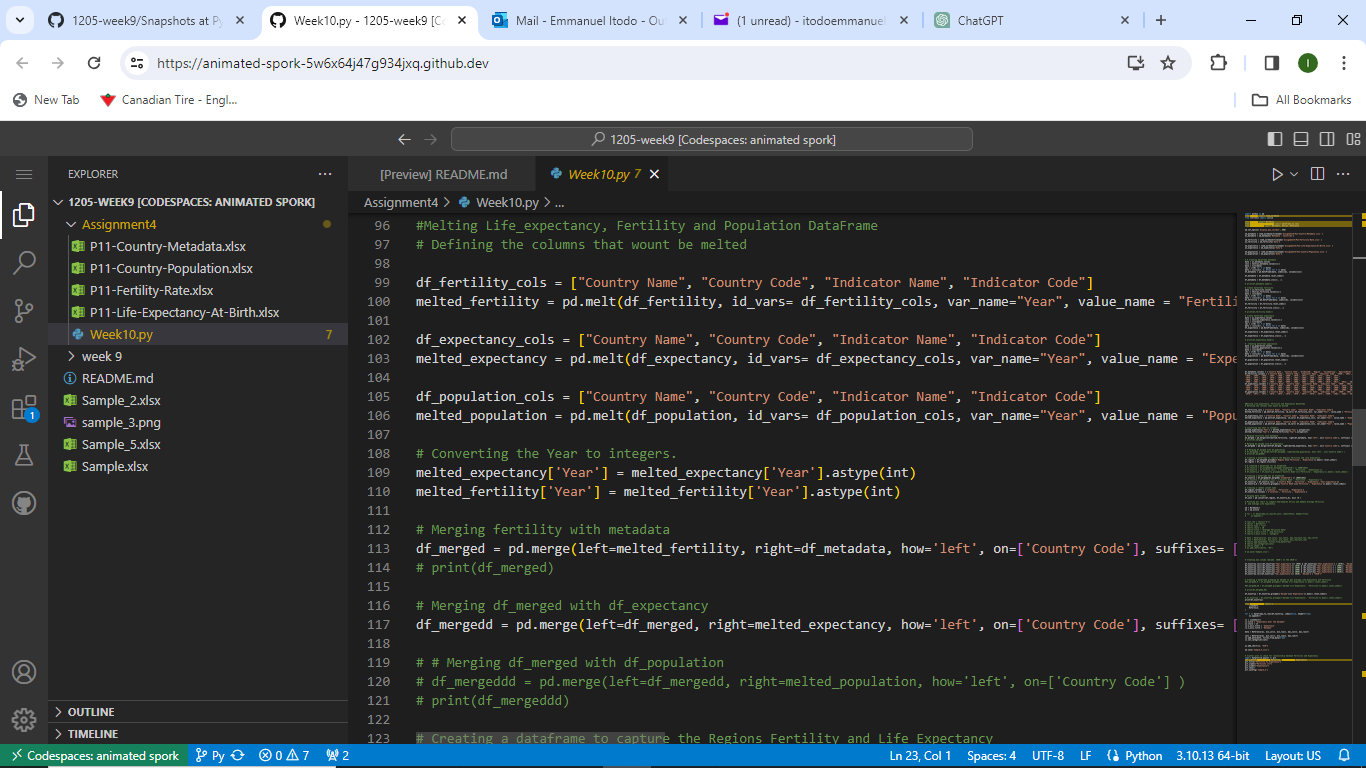 1205-week9/Snapshots at Py
Week10.py - 1205-week9 [Co
Mail - Emmanuel Itodo - Ou
(1 unread) - itodoemmanuel
ChatGPT
https://animated-spork-5w6x64j47g934jxq.github.dev
I
New Tab
Canadian Tire - Engl...
All Bookmarks
1205-week9 [Codespaces: animated spork]
EXPLORER
[Preview] README.md
Week10.py 7
1205-WEEK9 [CODESPACES: ANIMATED SPORK]
Assignment4
P11-Country-Metadata.xlsx
P11-Country-Population.xlsx
P11-Fertility-Rate.xlsx
P11-Life-Expectancy-At-Birth.xlsx
Week10.py 7
week 9
README.md
Sample_2.xlsx
sample_3.png
Sample_5.xlsx
Sample.xlsx
OUTLINE
TIMELINE
1
Assignment4 > Week10.py > ...
96 #Melting Life_expectancy, Fertility and Population DataFrame
97 # Defining the columns that wount be melted
98
99 df_fertility_cols = ["Country Name", "Country Code", "Indicator Name", "Indicator Code"]
100 melted_fertility = pd.melt(df_fertility, id_vars= df_fertility_cols, var_name="Year", value_name = "Fertili
101
102 df_expectancy_cols = ["Country Name", "Country Code", "Indicator Name", "Indicator Code"]
103 melted_expectancy = pd.melt(df_expectancy, id_vars= df_expectancy_cols, var_name="Year", value_name = "Expe
104
105 df_population_cols = ["Country Name", "Country Code", "Indicator Name", "Indicator Code"]
106 melted_population = pd.melt(df_population, id_vars= df_population_cols, var_name="Year", value_name = "Popu
107
108 # Converting the Year to integers.
109 melted_expectancy['Year'] = melted_expectancy['Year'].astype(int)
110 melted_fertility['Year'] = melted_fertility['Year'].astype(int)
111
112 # Merging fertility with metadata
113 df_merged = pd.merge(left=melted_fertility, right=df_metadata, how='left', on=['Country Code'], suffixes= [
114 # print(df_merged)
115
116 # Merging df_merged with df_expectancy
117 df_mergedd = pd.merge(left=df_merged, right=melted_expectancy, how='left', on=['Country Code'], suffixes= [
118
119 # # Merging df_merged with df_population
120 # df_mergeddd = pd.merge(left=df_mergedd, right=melted_population, how='left', on=['Country Code'] )
121 # print(df_mergeddd)
122
123 # Creating a dataframe to capture the Regions Fertility and Life Expectancy
Codespaces: animated spork
Py
0 7
2
Ln 23, Col 1
Spaces: 4
UTF-8
LF
Python
3.10.13 64-bit
Layout: US